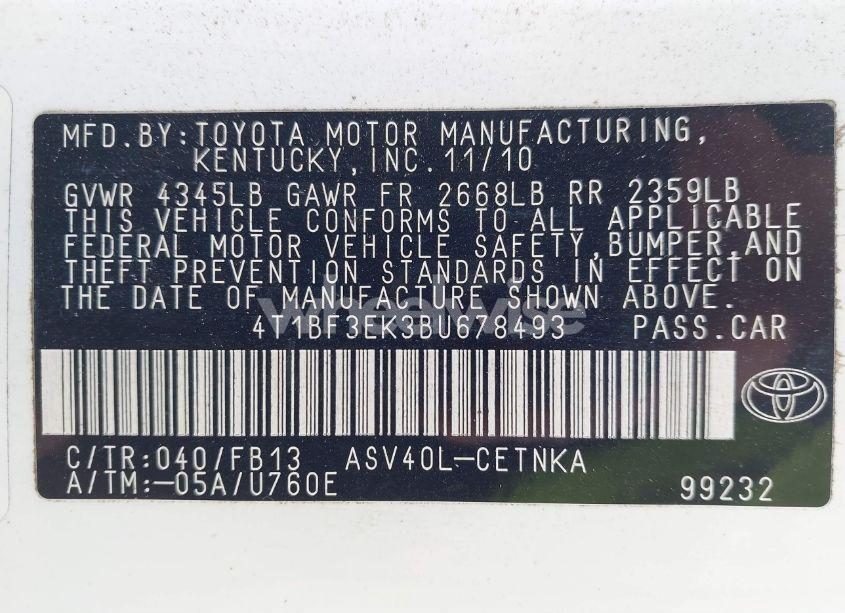 MFD.BY:TOYOTA MOTOR MANUFACTURING,
KENTUCKY,INC.11/10
GVWR 4345LB GAWR FR 2668LB RR 2359LB
THIS VEHICLE CONFORMS TO ALL APPLICABLE
FEDERAL MOTOR VEHICLE SAFETY,BUMPER,AND
THEFT PREVENTION STANDARDS IN EFFECT ON
THE DATE OF MANUFACTURE SHOWN ABOVE.
wheelwise
4T1BF3EK3BU678493 PASS.CAR
C/TR:040/FB13 ASV40L-CETNKA
A/TM:-05A/U760E 99232